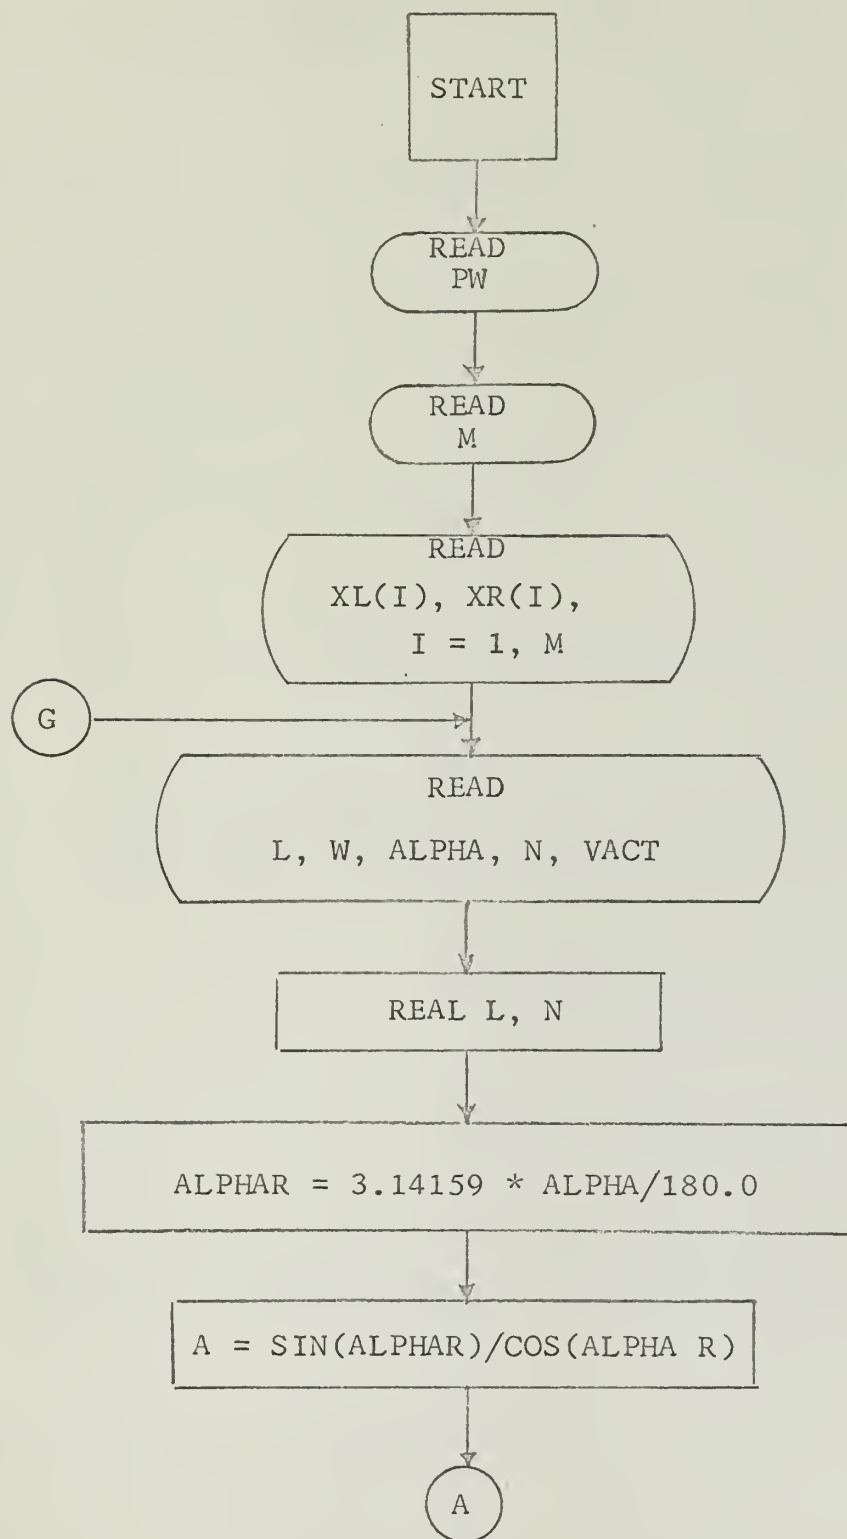 START
READ
PW
READ
M
READ
XL(I), XR(I),
I = 1, M
G
READ
L, W, ALPHA, N, VACT
REAL L, N
ALPHAR = 3.14159 * ALPHA/180.0
A = SIN(ALPHAR)/COS(ALPHA R)
A